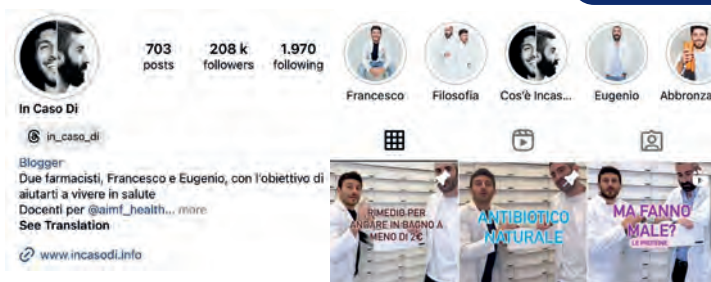 703 208 k 1.970
posts followers following
In Caso Di
in_caso_di
Blogger
Due farmacisti, Francesco e Eugenio, con l'obiettivo di
aiutarti a vivere in salute
Docenti per @aimf_health... more
See Translation
www.incasodi.info
Francesco Filosofia Cos'è Incas... Eugenio Abbronza
RIMEDIO PER
ANDARE IN BAGNO A
MENO DI 2€
ANTIBIOTICO
NATURALE
MA FANNO
MALE?
LE PROTEINE